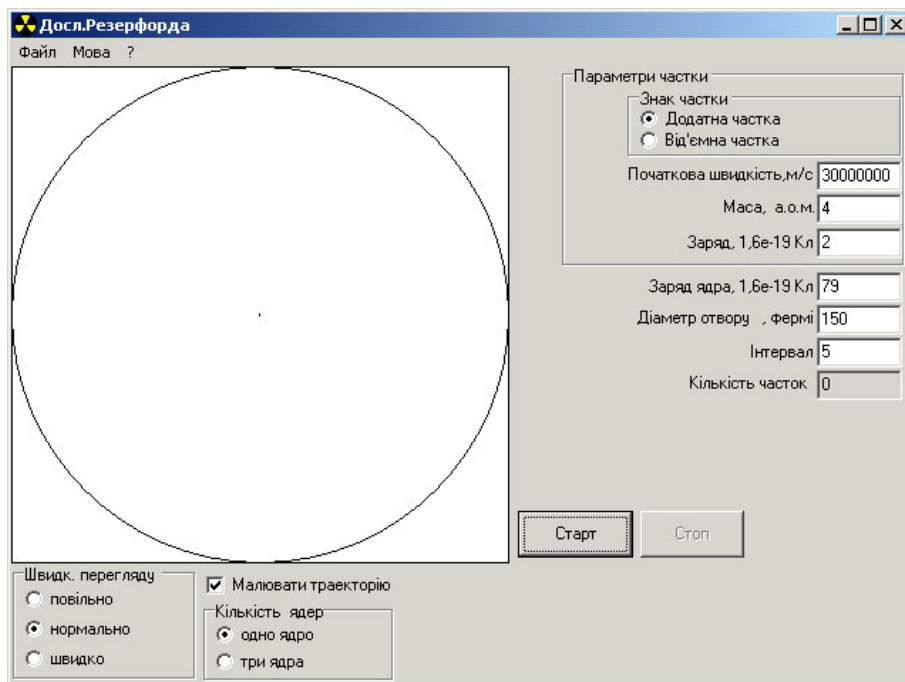 Досл.Резерфорда
Файл Мова ?
Параметри частки
Знак частки
Додатна частка
Від'ємна частка
Початкова швидкість,м/с 30000000
Маса, а.о.м. 4
Заряд, 1,6е-19 Кл 2
Заряд ядра, 1,6е-19 Кл 79
Діаметр отвору , фермі 150
Інтервал 5
Кількість часток 0
Старт Стоп
Швидк. перегляду
повільно
нормально
швидко
Малювати траекторію
Кількість ядер
одно ядро
три ядра